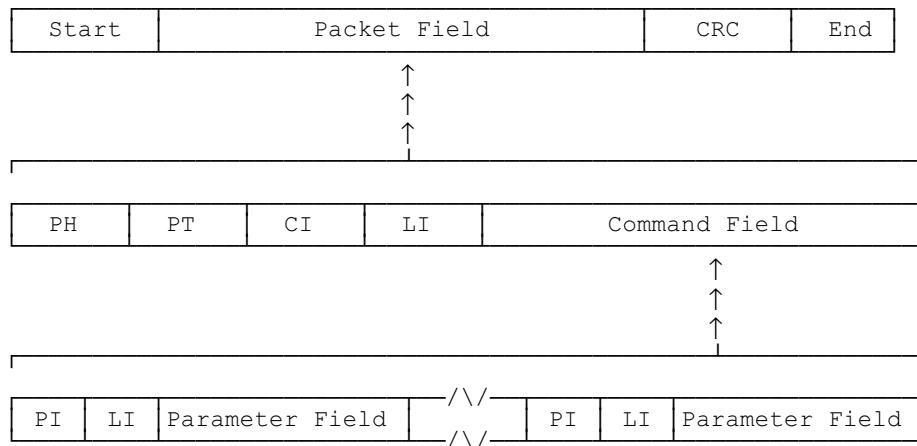 Start Packet Field CRC End
PH PT CI LI Command Field
PI LI Parameter Field PI LI Parameter Field